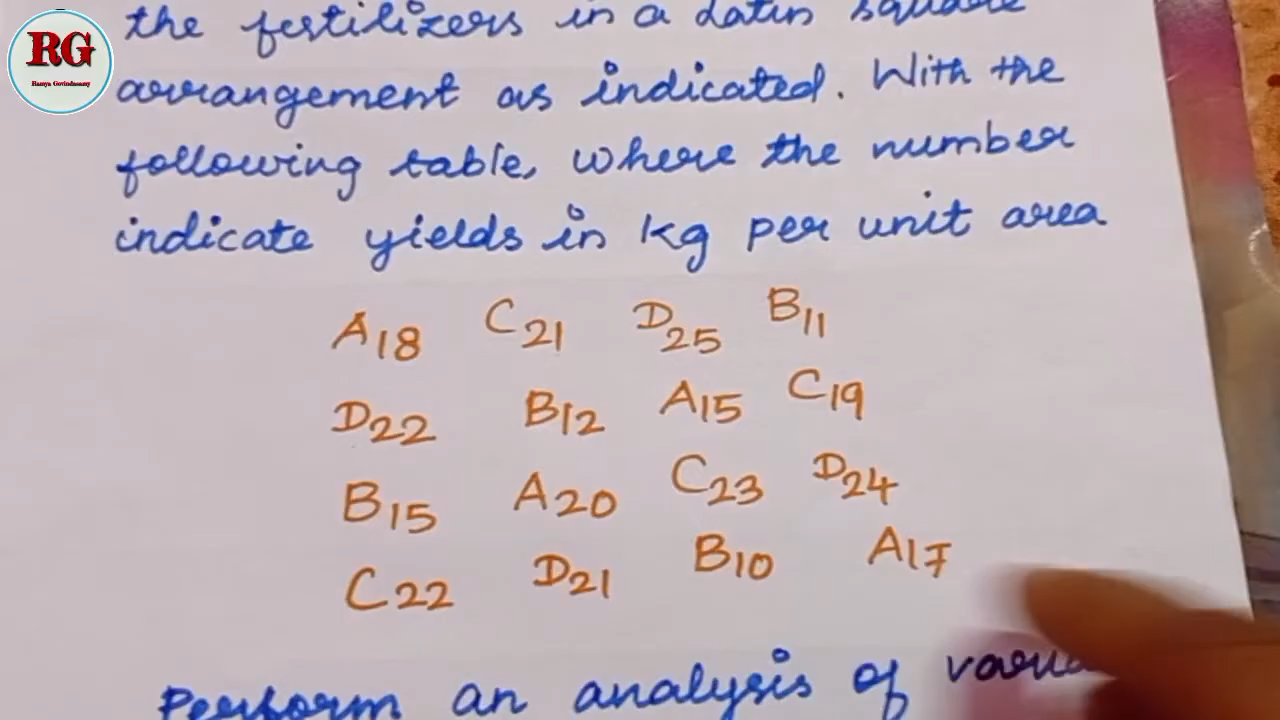 RG
Ramya Govindasamy
the fertilizers in a Latin square
arrangement as indicated. With the
following table, where the number
indicate yields in kg per unit area
A18 C21 D25 B11
D22 B12 A15 C19
B15 A20 C23 D24
C22 D21 B10 A17
Perform an analysis of